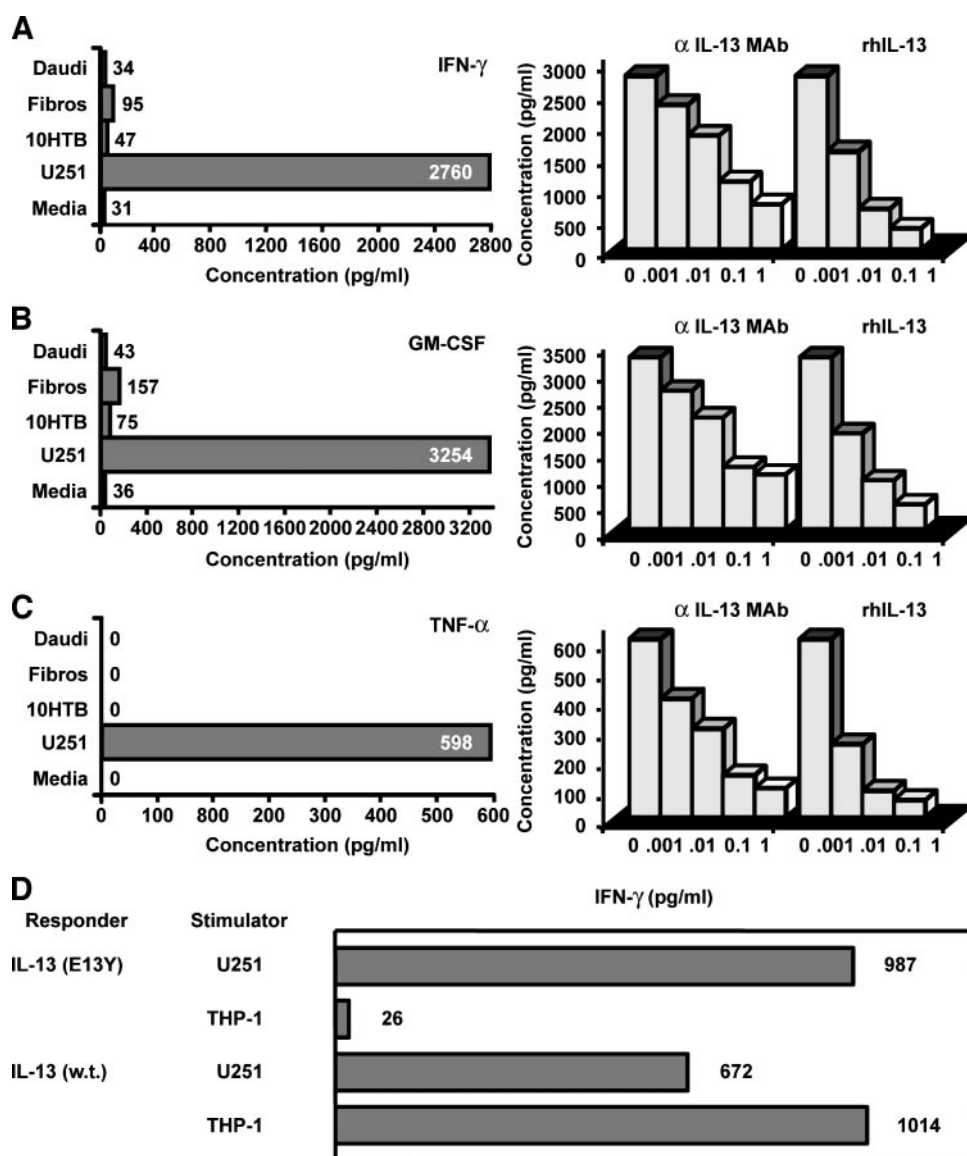 A
IFN-γ
Daudi 34
Fibros 95
10HTB 47
U251 2760
Media 31
0 400 800 1200 1600 2000 2400 2800
Concentration (pg/ml)
α IL-13 MAb rhIL-13
Concentration (pg/ml)
3000
2500
2000
1500
1000
500
0
0 .001 .01 0.1 1 0 .001 .01 0.1 1
B
GM-CSF
Daudi 43
Fibros 157
10HTB 75
U251 3254
Media 36
0 400 800 1200 1600 2000 2400 3200
Concentration (pg/ml)
α IL-13 MAb rhIL-13
Concentration (pg/ml)
3500
3000
2500
2000
1500
1000
500
0
0 .001 .01 0.1 1 0 .001 .01 0.1 1
C
TNF-α
Daudi 0
Fibros 0
10HTB 0
U251 598
Media 0
0 100 200 300 400 500 500 600
Concentration (pg/ml)
α IL-13 MAb rhIL-13
Concentration (pg/ml)
600
500
400
300
200
100
0
0 .001 .01 0.1 1 0 .001 .01 0.1 1
D
IFN-γ (pg/ml)
Responder Stimulator
IL-13 (E13Y) U251 987
THP-1 26
IL-13 (w.t.) U251 672
THP-1 1014